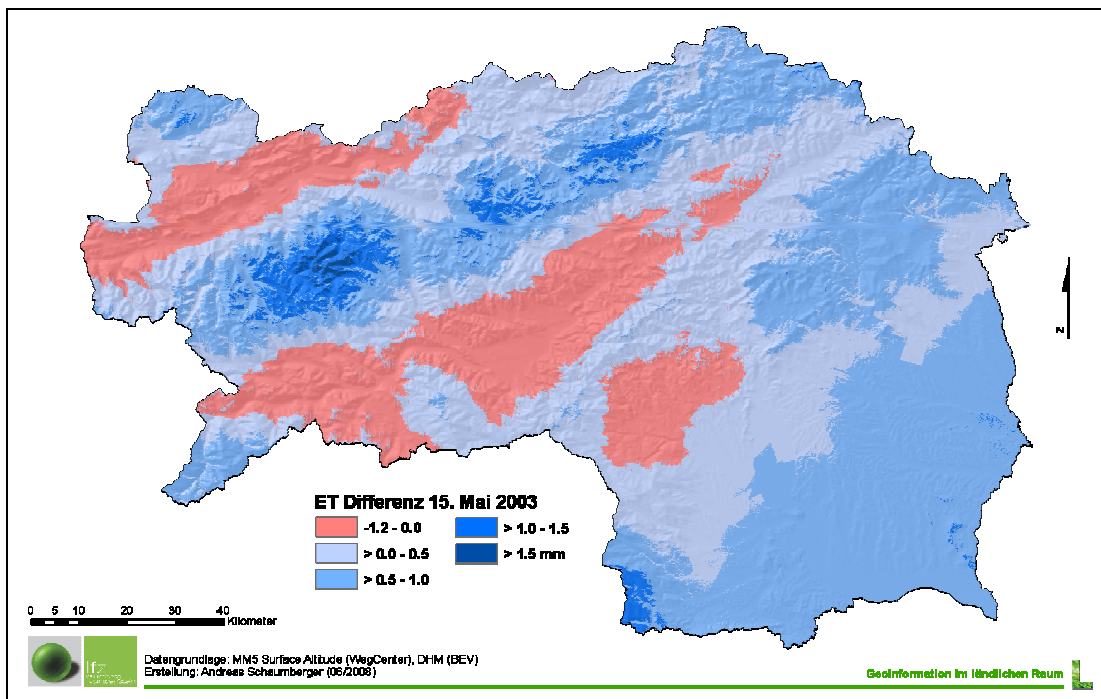 N
ET Differenz 15. Mai 2003
-1.2 - 0.0
> 1.0 - 1.5
> 0.0 - 0.5
> 1.5 mm
> 0.5 - 1.0
0 5 10 20 30 40
Kilometer
lfz
Datengrundlage: MM5 Surface Altitude (WegCenter), DHM (BEV)
Erstellung: Andreas Schaumberger (06/2008)
Geoinformation im ländlichen Raum